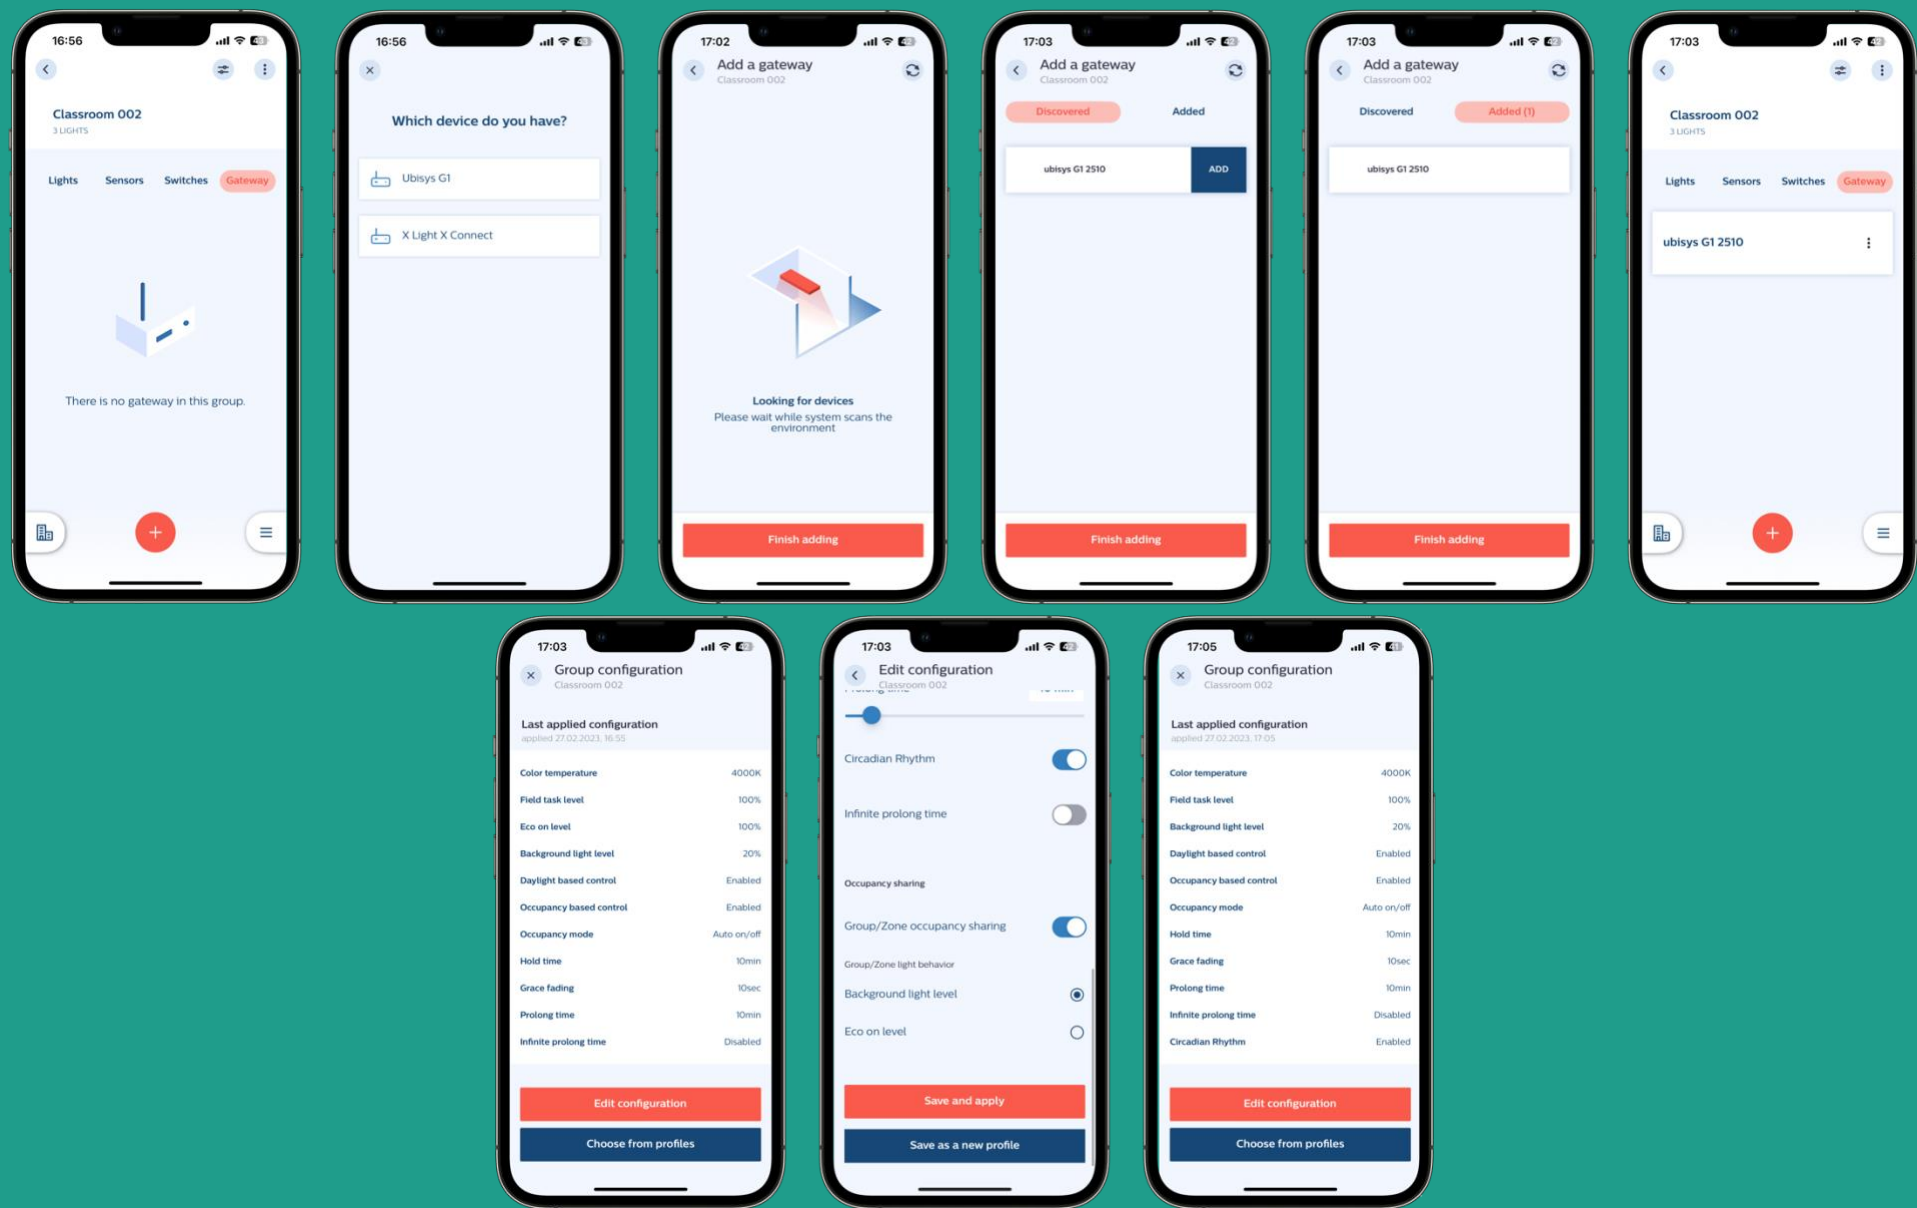 16:56
Classroom 002
3 LIGHTS
Lights Sensors Switches Gateway
There is no gateway in this group.
16:56
Which device do you have?
Ubisys G1
X Light X Connect
17:02
Add a gateway
Classroom 002
Looking for devices
Please wait while system scans the
environment
Finish adding
17:03
Add a gateway
Classroom 002
Discovered Added
ubisys G1 2510 ADD
Finish adding
17:03
Add a gateway
Classroom 002
Discovered Added (1)
ubisys G1 2510
Finish adding
17:03
Classroom 002
3 LIGHTS
Lights Sensors Switches Gateway
ubisys G1 2510
17:03
Group configuration
Classroom 002
Last applied configuration
applied 27.02.2023, 16:55
Color temperature 4000K
Field task level 100%
Eco on level 100%
Background light level 20%
Daylight based control Enabled
Occupancy based control Enabled
Occupancy mode Auto on/off
Hold time 10min
Grace fading 10sec
Prolong time 10min
Infinite prolong time Disabled
Edit configuration
Choose from profiles
17:03
Edit configuration
Classroom 002
Circadian Rhythm
Infinite prolong time
Occupancy sharing
Group/Zone occupancy sharing
Group/Zone light behavior
Background light level
Eco on level
Save and apply
Save as a new profile
17:05
Group configuration
Classroom 002
Last applied configuration
applied 27.02.2023, 17:05
Color temperature 4000K
Field task level 100%
Background light level 20%
Daylight based control Enabled
Occupancy based control Enabled
Occupancy mode Auto on/off
Hold time 10min
Grace fading 10sec
Prolong time 10min
Infinite prolong time Disabled
Circadian Rhythm Enabled
Edit configuration
Choose from profiles